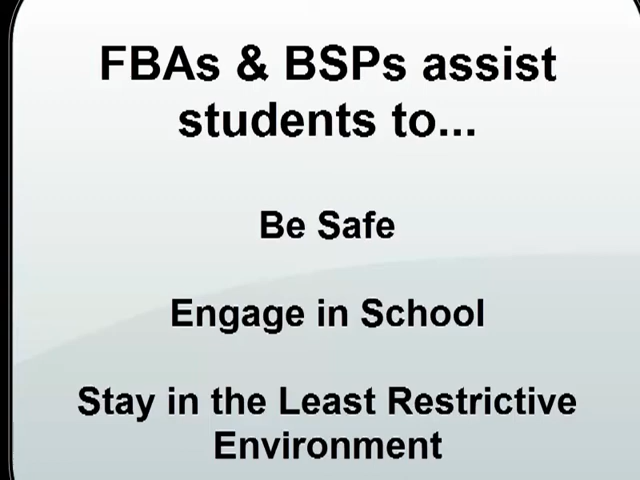 FBAs & BSPs assist
students to...
Be Safe
Engage in School
Stay in the Least Restrictive
Environment